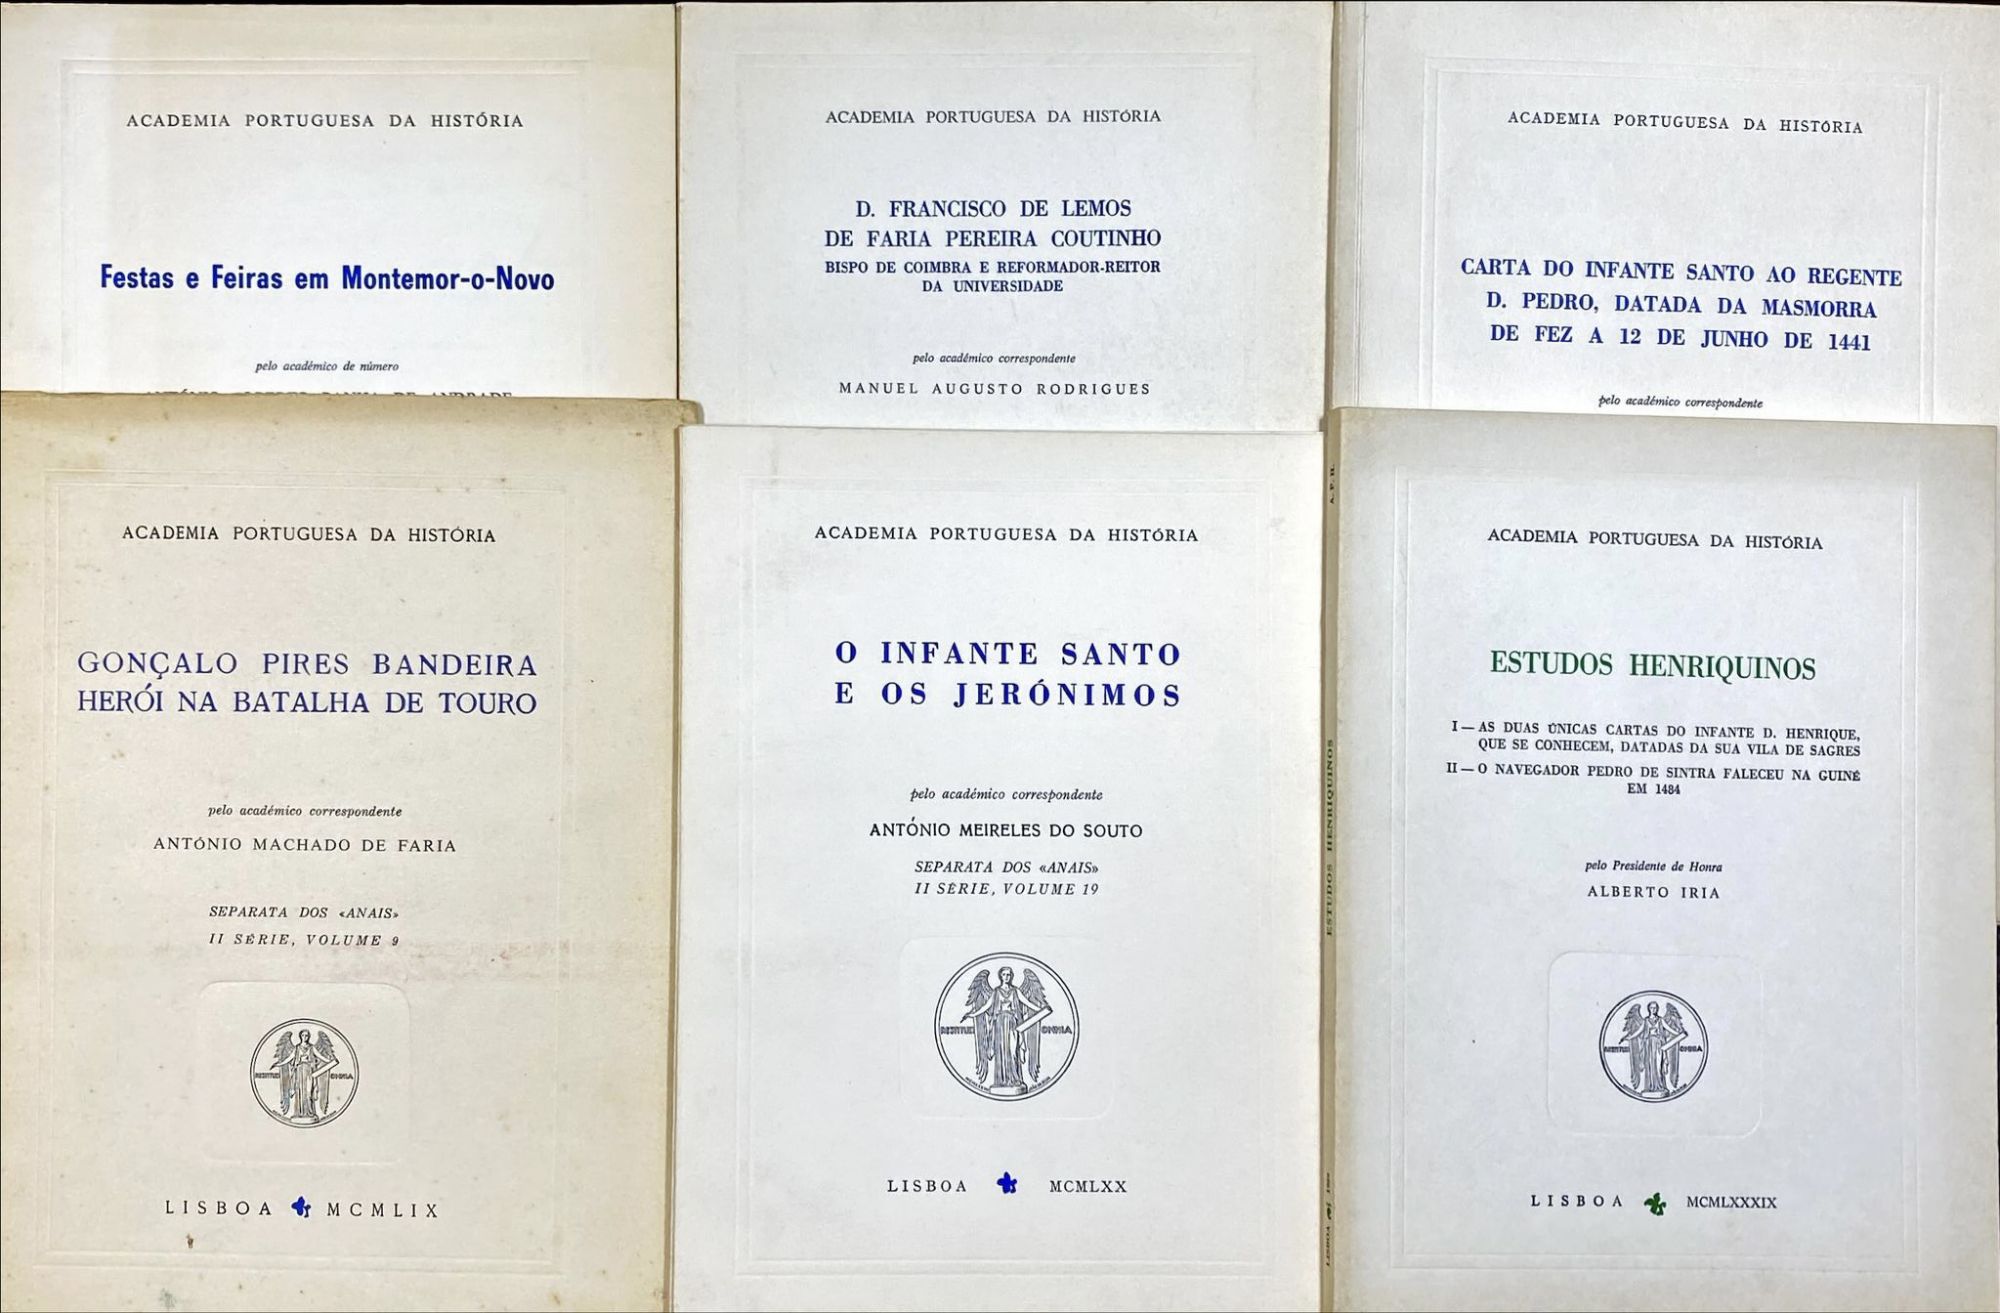 ACADEMIA PORTUGUESA DA HISTÓRIA
Festas e Feiras em Montemor-o-Novo
pelo académico de número
ACADEMIA PORTUGUESA DA HISTÓRIA
D. FRANCISCO DE LEMOS
DE FARIA PEREIRA COUTINHO
BISPO DE COIMBRA E REFORMADOR-REITOR
DA UNIVERSIDADE
pelo académico correspondente
MANUEL AUGUSTO RODRIGUES
ACADEMIA PORTUGUESA DA HISTÓRIA
CARTA DO INFANTE SANTO AO REGENTE
D. PEDRO, DATADA DA MASMORRA
DE FEZ A 12 DE JUNHO DE 1441
pelo académico correspondente
ACADEMIA PORTUGUESA DA HISTÓRIA
GONÇALO PIRES BANDEIRA
HERÓI NA BATALHA DE TOURO
pelo académico correspondente
ANTÓNIO MACHADO DE FARIA
SEPARATA DOS «ANAIS»
II SÉRIE, VOLUME 9
LISBOA MCMLIX
ACADEMIA PORTUGUESA DA HISTÓRIA
O INFANTE SANTO
E OS JERÓNIMOS
pelo académico correspondente
ANTÓNIO MEIRELES DO SOUTO
SEPARATA DOS «ANAIS»
II SÉRIE, VOLUME 19
LISBOA MCMLXX
A. P. H.
ESTUDOS HENRIQUINOS
ACADEMIA PORTUGUESA DA HISTÓRIA
ESTUDOS HENRIQUINOS
I — AS DUAS ÚNICAS CARTAS DO INFANTE D. HENRIQUE,
QUE SE CONHECEM, DATADAS DA SUA VILA DE SAGRES
II — O NAVEGADOR PEDRO DE SINTRA FALECEU NA GUINÉ
EM 1484
pelo Presidente de Honra
ALBERTO IRIA
LISBOA MCMLXXXIX